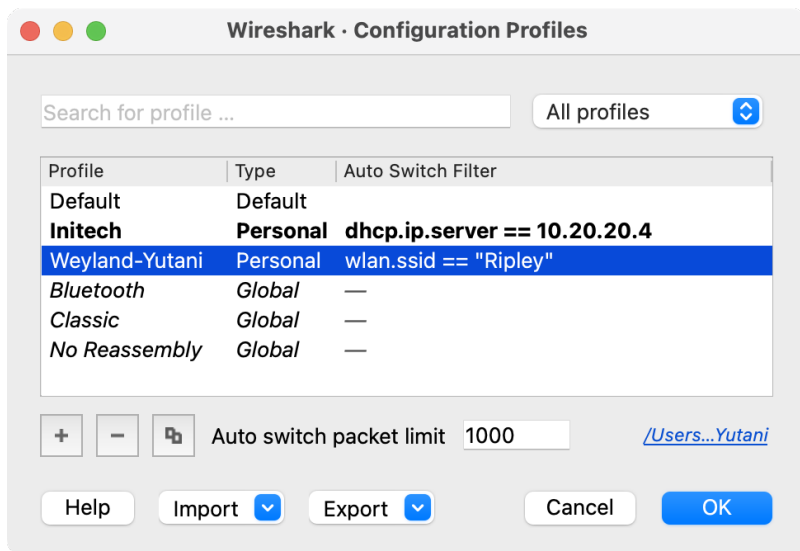 Wireshark · Configuration Profiles
Search for profile ...
All profiles
Profile Type Auto Switch Filter
Default Default
Initech Personal dhcp.ip.server == 10.20.20.4
Weyland-Yutani Personal wlan.ssid == "Ripley"
Bluetooth Global —
Classic Global —
No Reassembly Global —
+ − Auto switch packet limit 1000 /Users...Yutani
Help Import Export Cancel OK